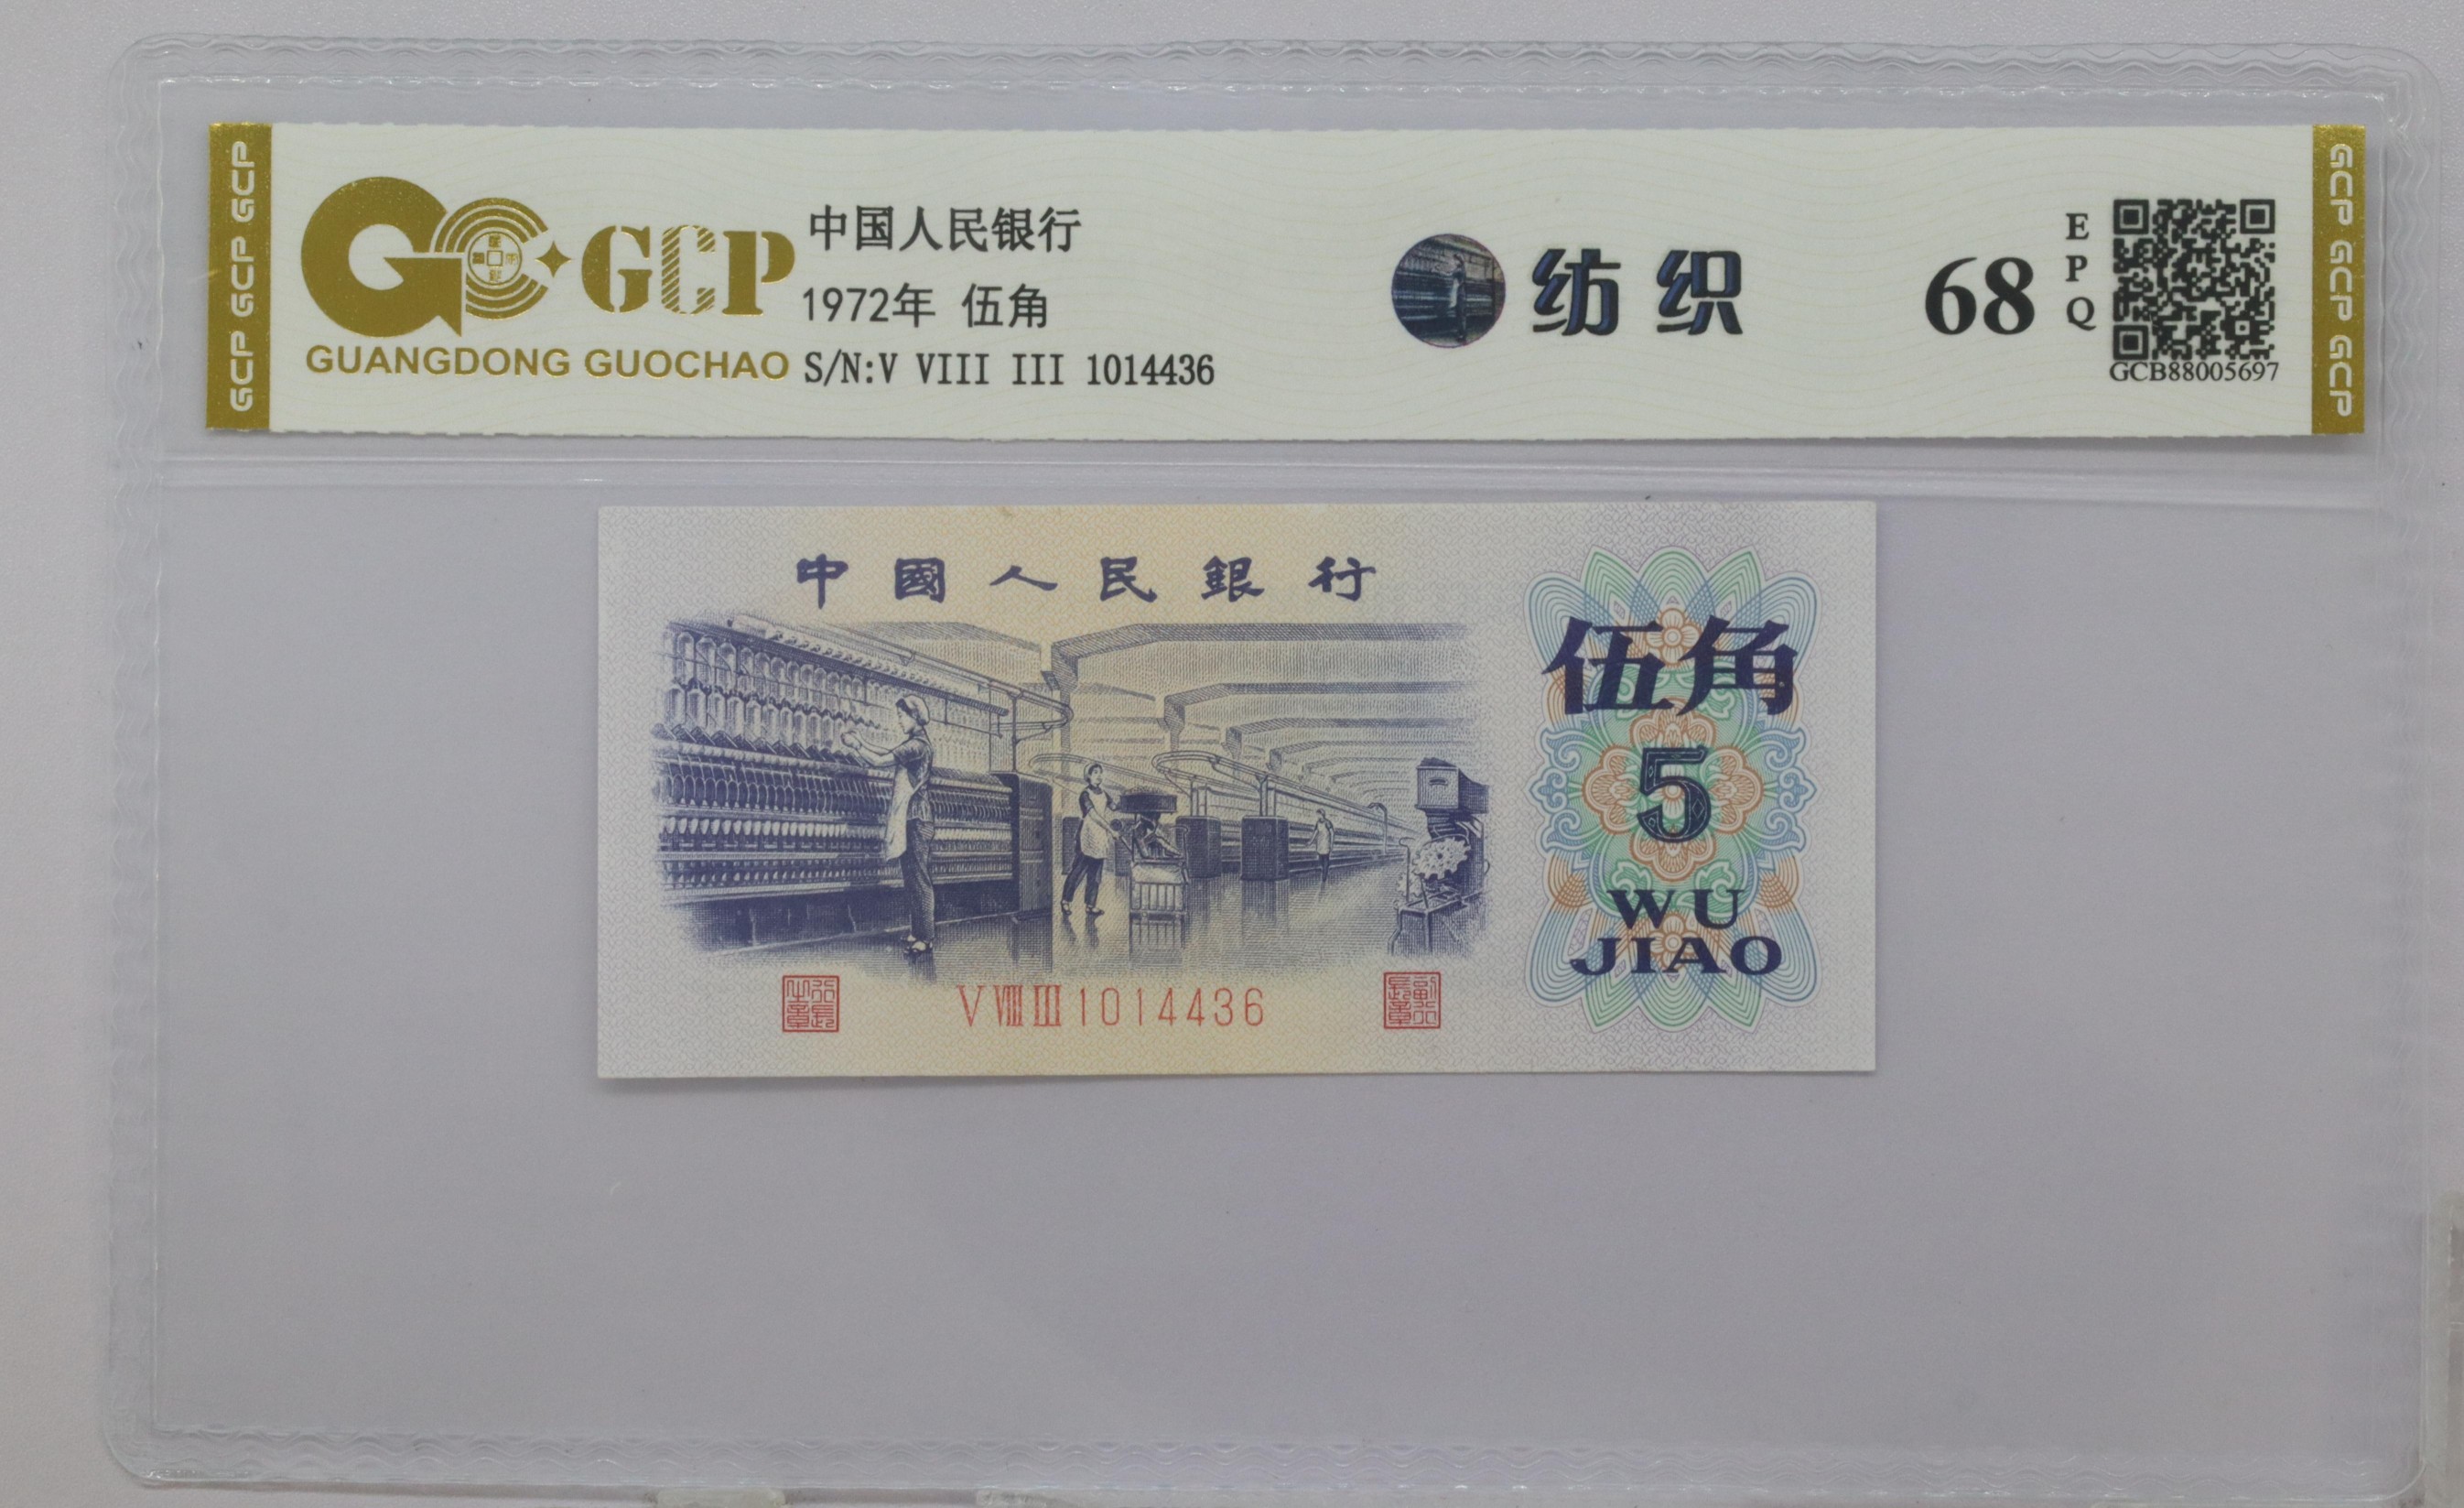 GCP GCP GCP
GCP
GUANGDONG GUOCHAO
中国人民银行
1972年 伍角
S/N:V VIII III 1014436
纺织
68
EPQ
GCB88005697
GCP GCP GCP
中國人民銀行
伍角
5
WU
JIAO
V VIII III 1014436